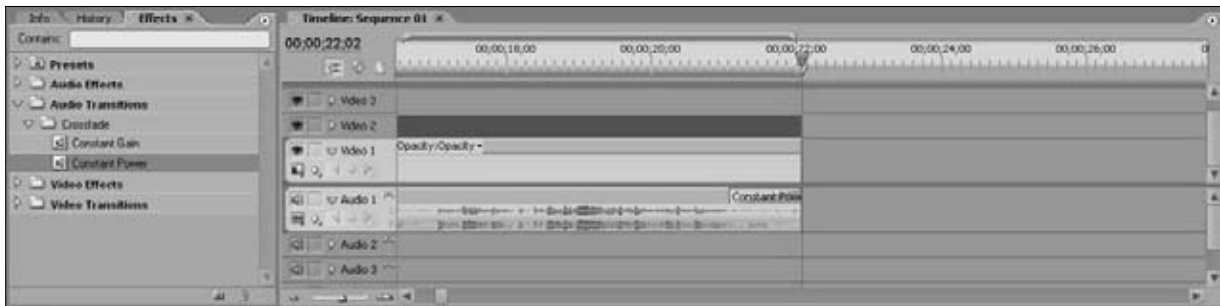 Info History Effects ×
Contains:
Presets
Audio Effects
Audio Transitions
Crossfade
Constant Gain
Constant Power
Video Effects
Video Transitions
Timeline: Sequence 01 ×
00;00;22;02
00;00;18;00 00;00;20;00 00;00;22;00 00;00;24;00 00;00;26;00 0
Video 3
Video 2
Video 1
Opacity:Opacity
Audio 1
Constant Powe
Audio 2
Audio 3